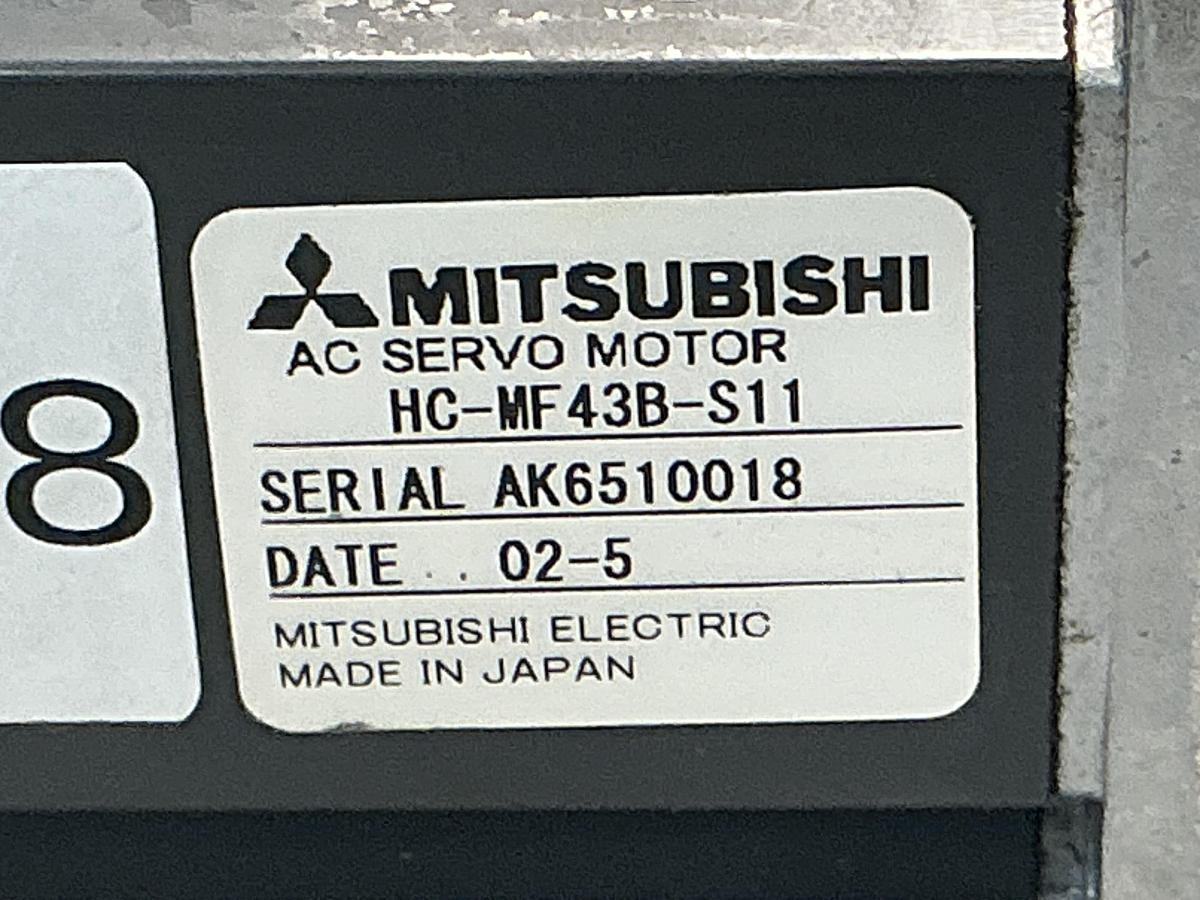 8
MITSUBISHI
AC SERVO MOTOR
HC-MF43B-S11
SERIAL AK6510018
DATE . . 02-5
MITSUBISHI ELECTRIC
MADE IN JAPAN